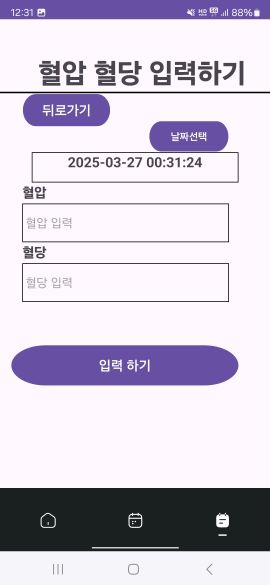 12:31 88%
혈압 혈당 입력하기
뒤로가기
날짜선택
2025-03-27 00:31:24
혈압
혈압 입력
혈당
혈당 입력
입력 하기